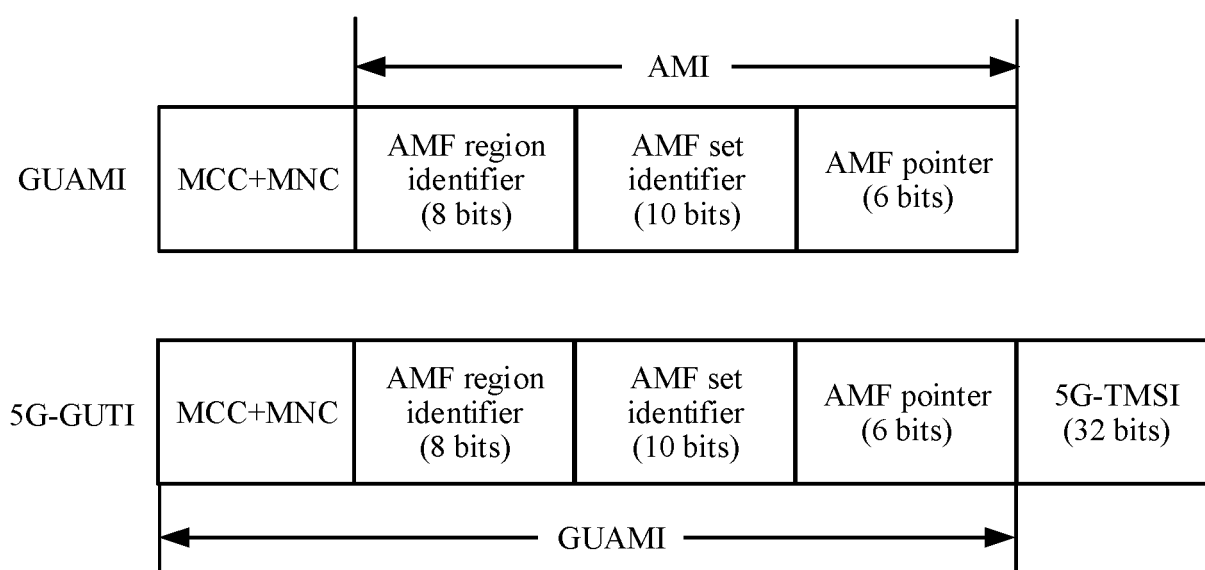 AMI
GUAMI
MCC+MNC
AMF region
identifier
(8 bits)
AMF set
identifier
(10 bits)
AMF pointer
(6 bits)
5G-GUTI
MCC+MNC
AMF region
identifier
(8 bits)
AMF set
identifier
(10 bits)
AMF pointer
(6 bits)
5G-TMSI
(32 bits)
GUAMI